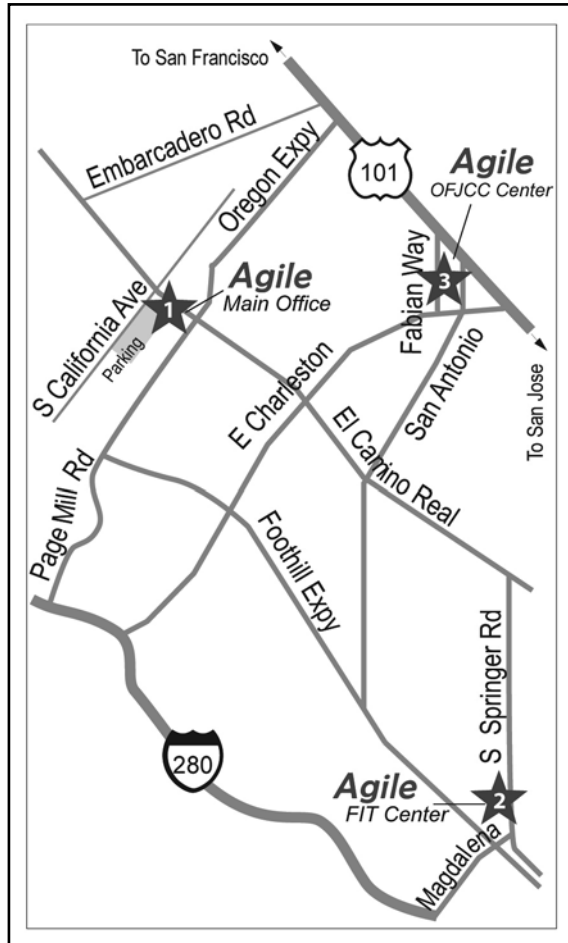 To San Francisco
Embarcadero Rd
Oregon Expy
101
Agile
OFJCC Center
Fabian Way
3
S California Ave
1
Agile
Main Office
Parking
E Charleston
San Antonio
To San Jose
El Camino Real
Page Mill Rd
Foothill Expy
S Springer Rd
280
Agile
FIT Center
2
Magdalena